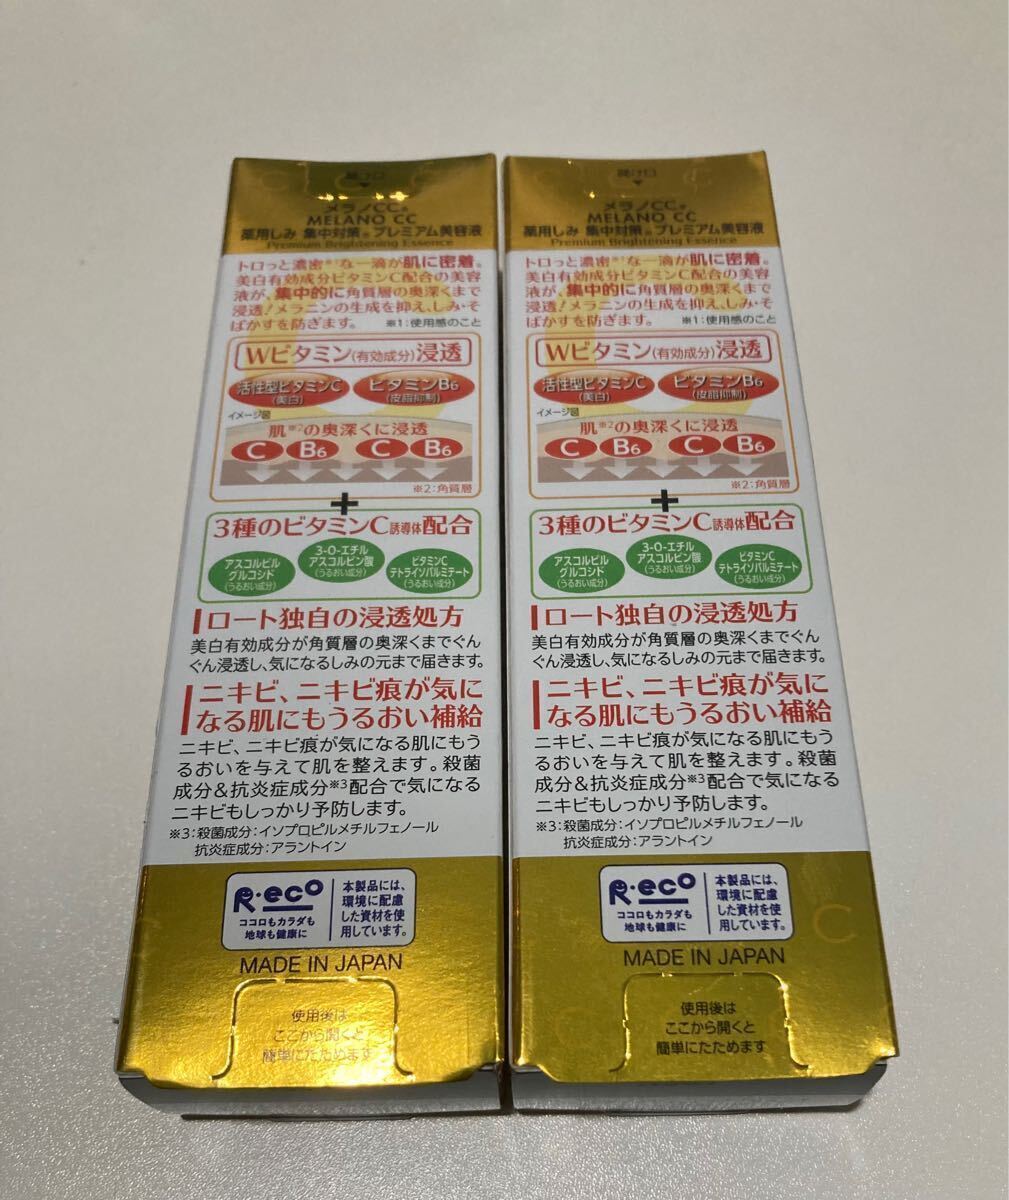 開け口
メラノCC®
MELANO CC
薬用しみ 集中対策® プレミアム美容液
Premium Brightening Essence
トロっと濃密※1な一滴が肌に密着。
美白有効成分ビタミンC配合の美容
液が、集中的に角質層の奥深くまで
浸透!メラニンの生成を抑え、しみ・そ
ばかすを防ぎます。 ※1:使用感のこと
Wビタミン(有効成分)浸透
活性型ビタミンC
(美白)
ビタミンB6
(皮脂抑制)
イメージ図
肌※2の奥深くに浸透
C B6 C B6
※2:角質層
+
3種のビタミンC誘導体配合
アスコルビル
グルコシド
(うるおい成分)
3-O-エチル
アスコルビン酸
(うるおい成分)
ビタミンC
テトライソパルミテート
(うるおい成分)
ロート独自の浸透処方
美白有効成分が角質層の奥深くまでぐん
ぐん浸透し、気になるしみの元まで届きます。
ニキビ、ニキビ痕が気に
なる肌にもうるおい補給
ニキビ、ニキビ痕が気になる肌にもう
るおいを与えて肌を整えます。殺菌
成分&抗炎症成分※3配合で気になる
ニキビもしっかり予防します。
※3:殺菌成分:イソプロピルメチルフェノール
抗炎症成分:アラントイン
R・eco
ココロもカラダも
地球も健康に
本製品には、
環境に配慮
した資材を使
用しています。
MADE IN JAPAN
使用後は
ここから開くと
簡単にたためます
開け口
メラノCC®
MELANO CC
薬用しみ 集中対策® プレミアム美容液
Premium Brightening Essence
トロっと濃密※1な一滴が肌に密着。
美白有効成分ビタミンC配合の美容
液が、集中的に角質層の奥深くまで
浸透!メラニンの生成を抑え、しみ・そ
ばかすを防ぎます。 ※1:使用感のこと
Wビタミン(有効成分)浸透
活性型ビタミンC
(美白)
ビタミンB6
(皮脂抑制)
イメージ図
肌※2の奥深くに浸透
C B6 C B6
※2:角質層
+
3種のビタミンC誘導体配合
アスコルビル
グルコシド
(うるおい成分)
3-O-エチル
アスコルビン酸
(うるおい成分)
ビタミンC
テトライソパルミテート
(うるおい成分)
ロート独自の浸透処方
美白有効成分が角質層の奥深くまでぐん
ぐん浸透し、気になるしみの元まで届きます。
ニキビ、ニキビ痕が気に
なる肌にもうるおい補給
ニキビ、ニキビ痕が気になる肌にもう
るおいを与えて肌を整えます。殺菌
成分&抗炎症成分※3配合で気になる
ニキビもしっかり予防します。
※3:殺菌成分:イソプロピルメチルフェノール
抗炎症成分:アラントイン
R・eco
ココロもカラダも
地球も健康に
本製品には、
環境に配慮
した資材を使
用しています。
C
MADE IN JAPAN
使用後は
ここから開くと
簡単にたためます